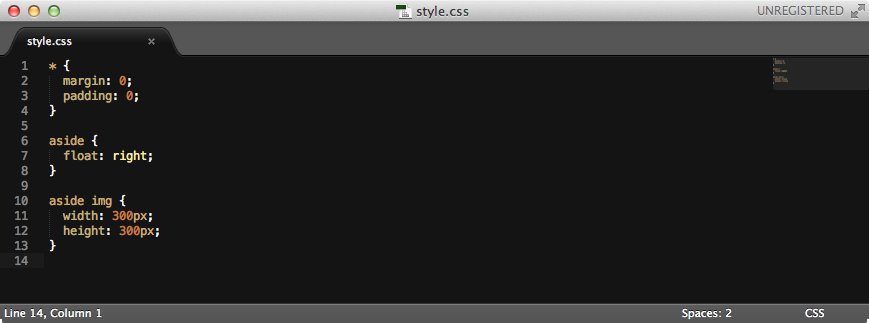 style.css
UNREGISTERED
style.css ×
1 * {
2   margin: 0;
3   padding: 0;
4 }
5
6 aside {
7   float: right;
8 }
9
10 aside img {
11   width: 300px;
12   height: 300px;
13 }
14
Line 14, Column 1
Spaces: 2
CSS